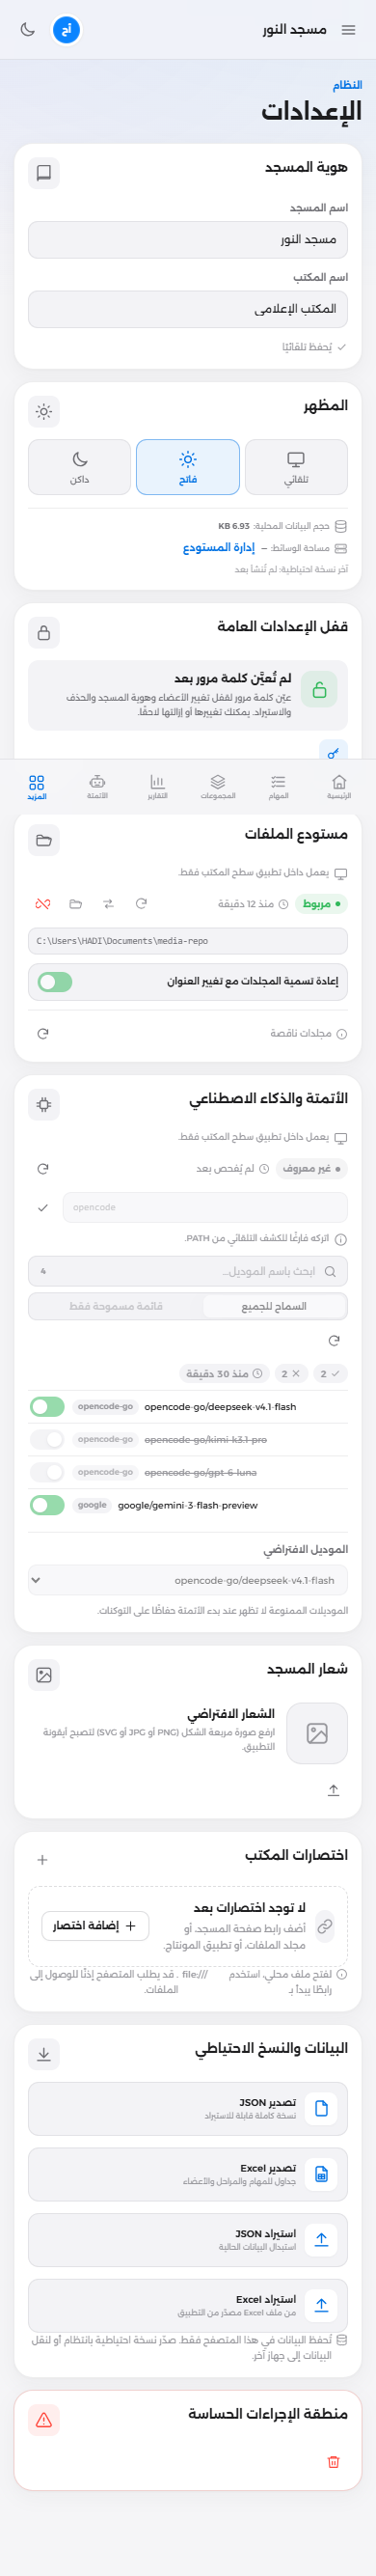 مسجد النور
أح
النظام
الإعدادات
هوية المسجد
اسم المسجد
مسجد النور
اسم المكتب
المكتب الإعلامي
يُحفظ تلقائيًا
المظهر
تلقائي
فاتح
داكن
حجم البيانات المحلية: 6.93 KB
مساحة الوسائط: — إدارة المستودع
آخر نسخة احتياطية: لم تُنشأ بعد
قفل الإعدادات العامة
لم تُعيَّن كلمة مرور بعد
عيّن كلمة مرور لقفل تغيير الأعضاء وهوية المسجد والحذف
والاستيراد. يمكنك تغييرها أو إزالتها لاحقًا.
الرئيسية
المهام
المجموعات
التقارير
الأتمتة
المزيد
مستودع الملفات
يعمل داخل تطبيق سطح المكتب فقط.
مربوط
منذ 12 دقيقة
C:\Users\HADI\Documents\media-repo
إعادة تسمية المجلدات مع تغيير العنوان
مجلدات ناقصة
الأتمتة والذكاء الاصطناعي
يعمل داخل تطبيق سطح المكتب فقط.
غير معروف
لم يُفحص بعد
opencode
اتركه فارغًا للكشف التلقائي من PATH.
ابحث باسم الموديل...
4
السماح للجميع
قائمة مسموحة فقط
2
2
منذ 30 دقيقة
opencode-go/deepseek-v4.1-flash
opencode-go
opencode-go/kimi-k3.1-pro
opencode-go
opencode-go/gpt-6-luna
opencode-go
google/gemini-3-flash-preview
google
الموديل الافتراضي
opencode-go/deepseek-v4.1-flash
الموديلات الممنوعة لا تظهر عند بدء الأتمتة حفاظًا على التوكنات.
شعار المسجد
الشعار الافتراضي
ارفع صورة مربعة الشكل (PNG أو JPG أو SVG) لتصبح أيقونة
التطبيق.
اختصارات المكتب
لا توجد اختصارات بعد
أضف رابط صفحة المسجد، أو
مجلد الملفات، أو تطبيق المونتاج.
إضافة اختصار
لفتح ملف محلي، استخدم
رابطًا يبدأ بـ
file:///
. قد يطلب المتصفح إذنًا للوصول إلى
الملفات.
البيانات والنسخ الاحتياطي
تصدير JSON
نسخة كاملة قابلة للاستيراد
تصدير Excel
جداول للمهام والمراحل والأعضاء
استيراد JSON
استبدال البيانات الحالية
استيراد Excel
من ملف Excel مصدّر من التطبيق
تُحفظ البيانات في هذا المتصفح فقط. صدّر نسخة احتياطية بانتظام أو لنقل
البيانات إلى جهاز آخر.
منطقة الإجراءات الحساسة